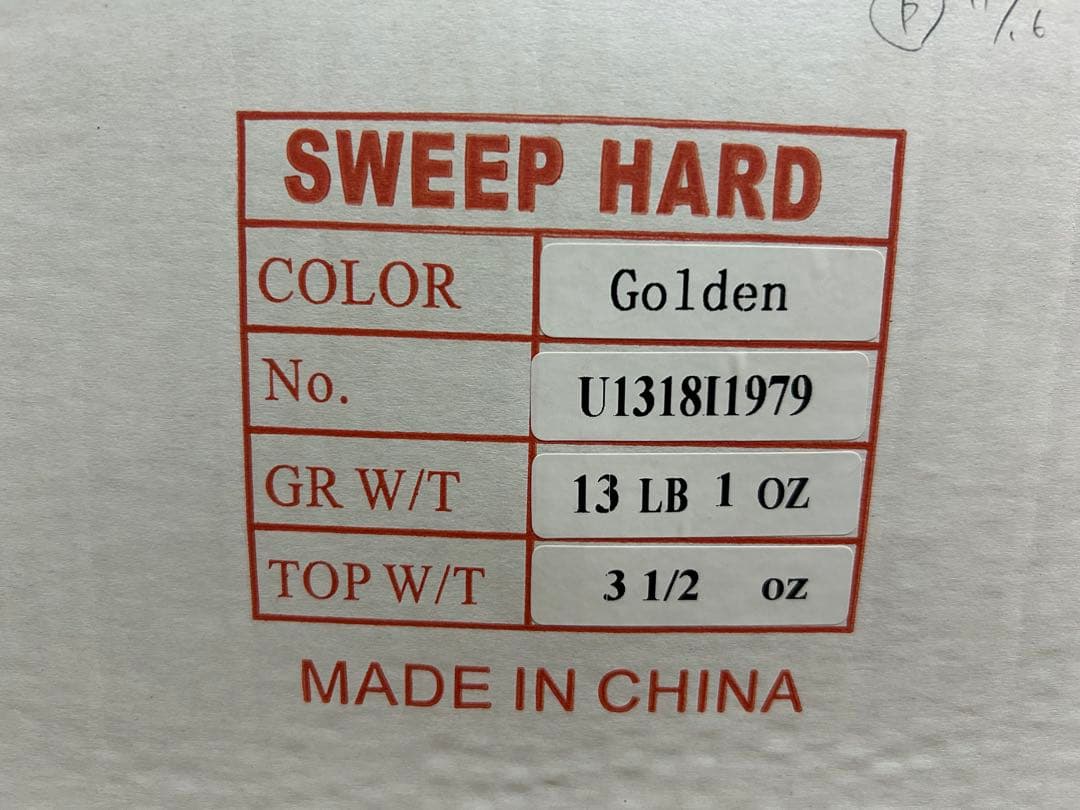 SWEEP HARD
COLOR Golden
No. U1318I1979
GR W/T 13 LB 1 OZ
TOP W/T 3 1/2 oz
MADE IN CHINA